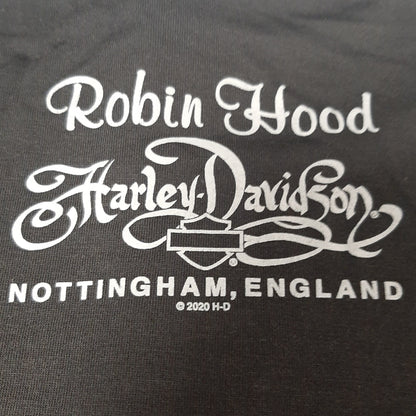 Robin Hood
Harley-Davidson
®
NOTTINGHAM, ENGLAND
© 2020 H-D